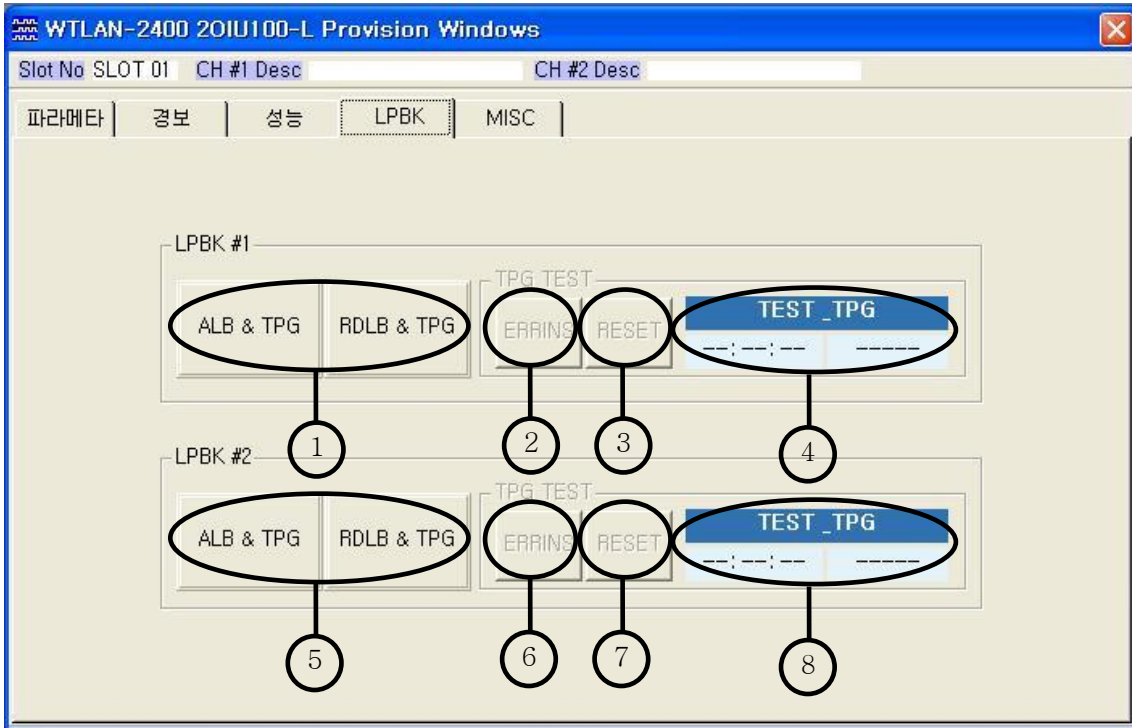 WTLAN-2400 2OIU100-L Provision Windows
Slot No SLOT 01 CH #1 Desc CH #2 Desc
파라메타 경보 성능 LPBK MISC
LPBK #1
TPG TEST
ALB & TPG RDLB & TPG ERRINS RESET TEST_TPG
--:--:-- -----
1 2 3 4
LPBK #2
TPG TEST
ALB & TPG RDLB & TPG ERRINS RESET TEST_TPG
--:--:-- -----
5 6 7 8